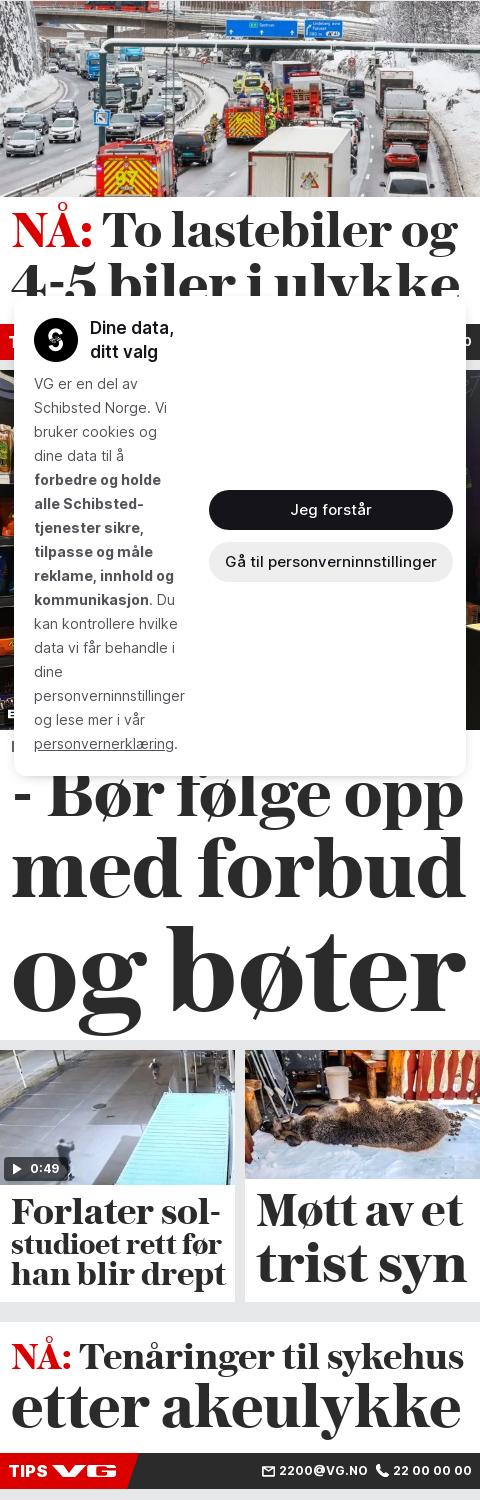 NÅ: To lastebiler og
4-5 biler i ulykke
Dine data,
ditt valg
VG er en del av
Schibsted Norge. Vi
bruker cookies og
dine data til å
forbedre og holde
alle Schibsted-
tjenester sikre,
tilpasse og måle
reklame, innhold og
kommunikasjon. Du
kan kontrollere hvilke
data vi får behandle i
dine
personverninnstillinger
og lese mer i vår
personvernerklæring.
Jeg forstår
Gå til personverninnstillinger
- Bør følge opp
med forbud
og bøter
0:49
Forlater sol-
studioet rett før
han blir drept
Møtt av et
trist syn
NÅ: Tenåringer til sykehus
etter akeulykke
TIPS VG 2200@VG.NO 22 00 00 00